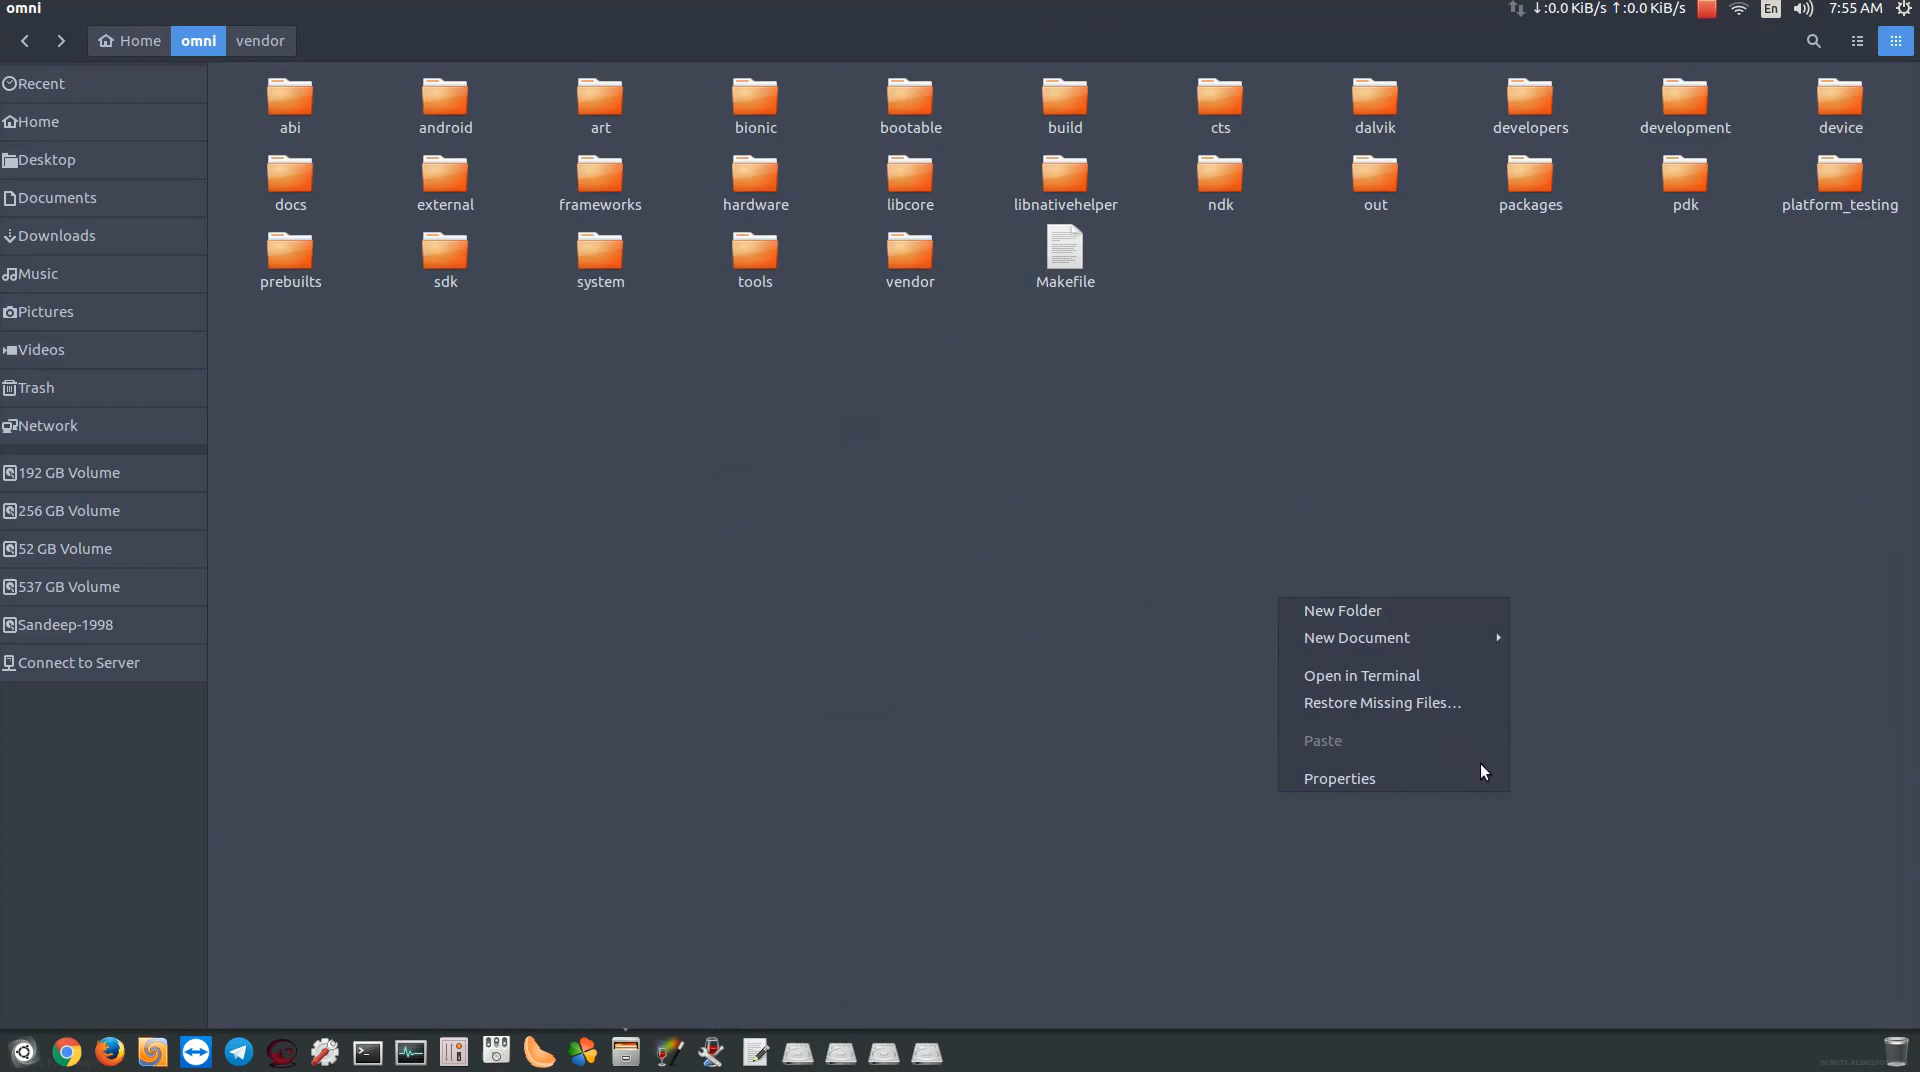 omni
↓:0.0 KiB/s ↑:0.0 KiB/s
En
7:55 AM
Home
omni
vendor
Recent
Home
Desktop
Documents
Downloads
Music
Pictures
Videos
Trash
Network
192 GB Volume
256 GB Volume
52 GB Volume
537 GB Volume
Sandeep-1998
Connect to Server
abi
android
art
bionic
bootable
build
cts
dalvik
developers
development
device
docs
external
frameworks
hardware
libcore
libnativehelper
ndk
out
packages
pdk
platform_testing
prebuilts
sdk
system
tools
vendor
Makefile
New Folder
New Document
Open in Terminal
Restore Missing Files...
Paste
Properties